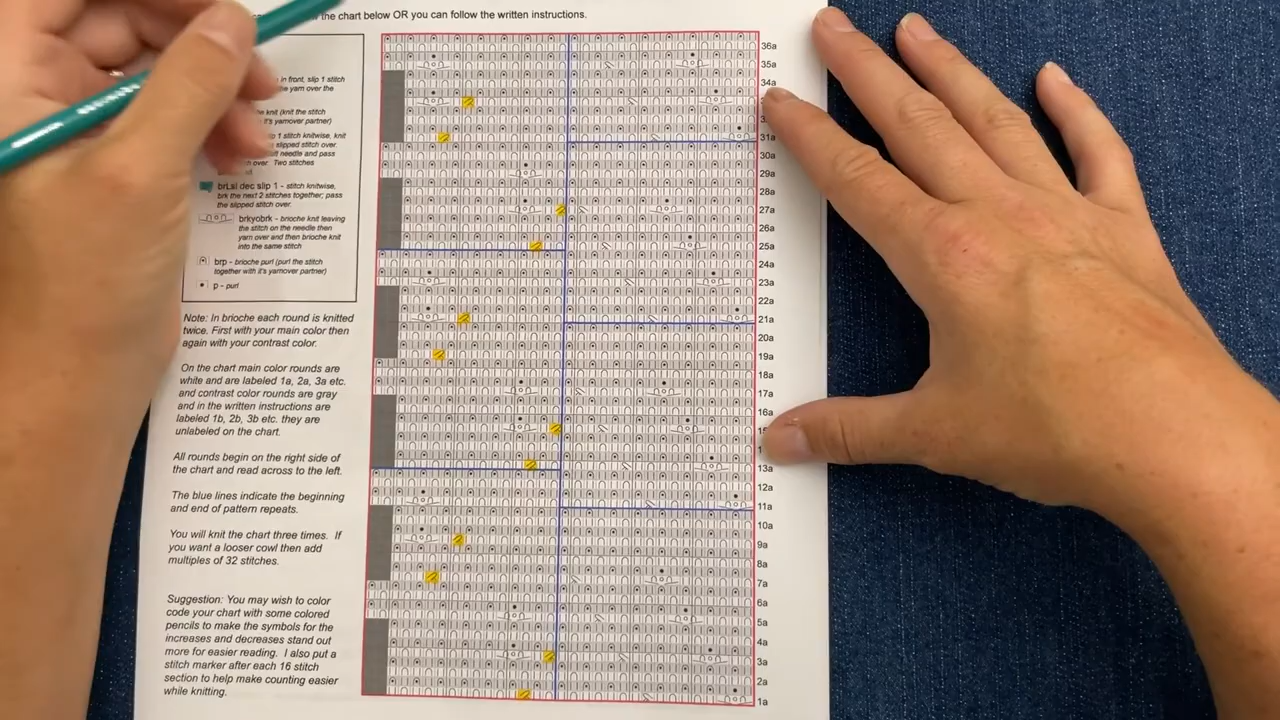 the chart below OR you can follow the written instructions.
in front, slip 1 stitch
yarn over the
knit (knit the stitch
it's yarnover partner)
1 stitch knitwise, knit
slipped stitch over.
needle and pass
over. Two stitches
brLsl dec slip 1 - stitch knitwise,
brk the next 2 stitches together; pass
the slipped stitch over.
brkyobrk - brioche knit leaving
the stitch on the needle then
yarn over and then brioche knit
into the same stitch
brp - brioche purl (purl the stitch
together with it's yarnover partner)
p - purl
Note: In brioche each round is knitted
twice. First with your main color then
again with your contrast color.
On the chart main color rounds are
white and are labeled 1a, 2a, 3a etc.
and contrast color rounds are gray
and in the written instructions are
labeled 1b, 2b, 3b etc. they are
unlabeled on the chart.
All rounds begin on the right side of
the chart and read across to the left.
The blue lines indicate the beginning
and end of pattern repeats.
You will knit the chart three times. If
you want a looser cowl then add
multiples of 32 stitches.
Suggestion: You may wish to color
code your chart with some colored
pencils to make the symbols for the
increases and decreases stand out
more for easier reading. I also put a
stitch marker after each 16 stitch
section to help make counting easier
while knitting.
36a
35a
34a
31a
30a
29a
28a
27a
26a
25a
24a
23a
22a
21a
20a
19a
18a
17a
16a
13a
12a
11a
10a
9a
8a
7a
6a
5a
4a
3a
2a
1a